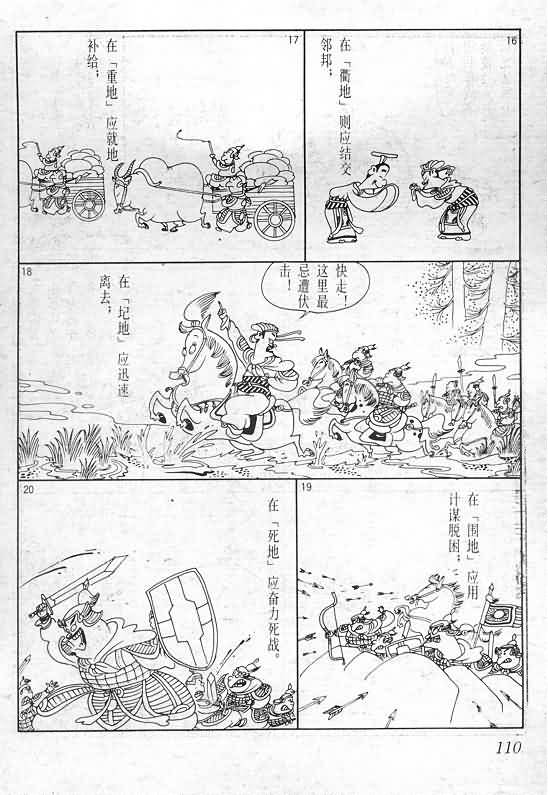 16
在「衢地」则应结交
邻邦；
17
在「重地」应就地
补给；
18
快走！
这里最
忌遭伏
击！
在「圮地」应迅速
离去；
19
在「围地」应用
计谋脱困；
20
在「死地」应奋力死战。
110